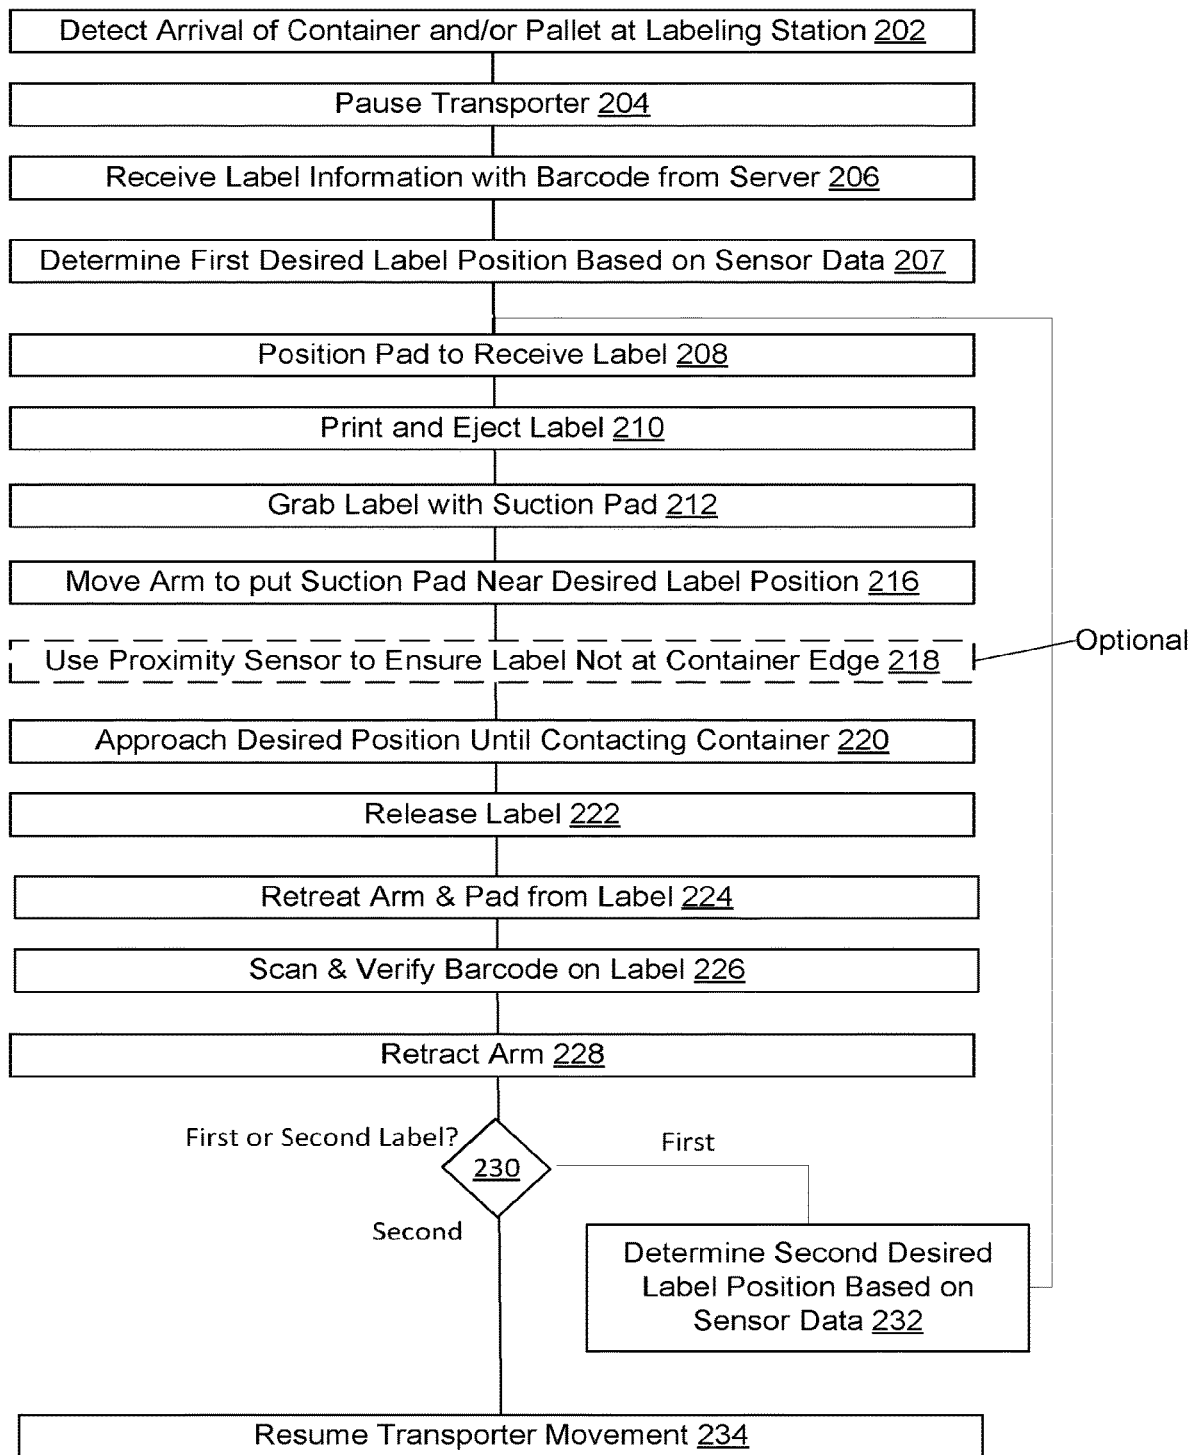 Detect Arrival of Container and/or Pallet at Labeling Station 202
Pause Transporter 204
Receive Label Information with Barcode from Server 206
Determine First Desired Label Position Based on Sensor Data 207
Position Pad to Receive Label 208
Print and Eject Label 210
Grab Label with Suction Pad 212
Move Arm to put Suction Pad Near Desired Label Position 216
Use Proximity Sensor to Ensure Label Not at Container Edge 218
Optional
Approach Desired Position Until Contacting Container 220
Release Label 222
Retreat Arm & Pad from Label 224
Scan & Verify Barcode on Label 226
Retract Arm 228
First or Second Label?
First
230
Second
Determine Second Desired
Label Position Based on
Sensor Data 232
Resume Transporter Movement 234